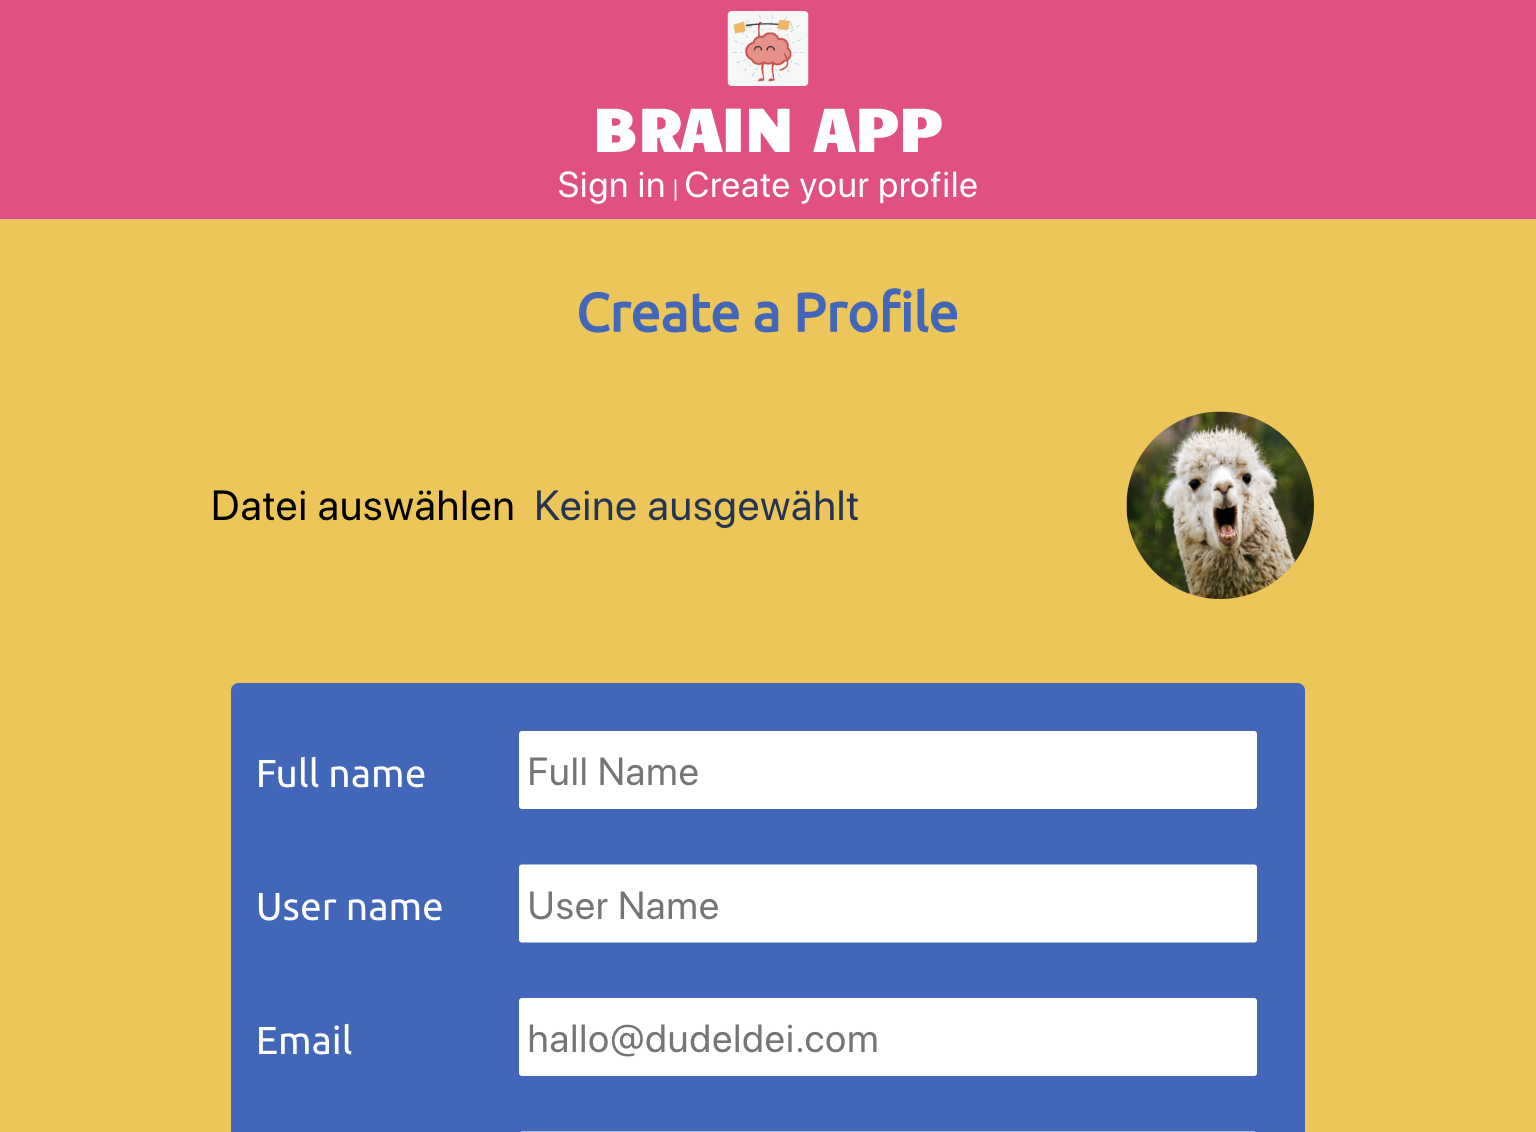 BRAIN APP
Sign in | Create your profile
Create a Profile
Datei auswählen Keine ausgewählt
Full name
Full Name
User name
User Name
Email
hallo@dudeldei.com